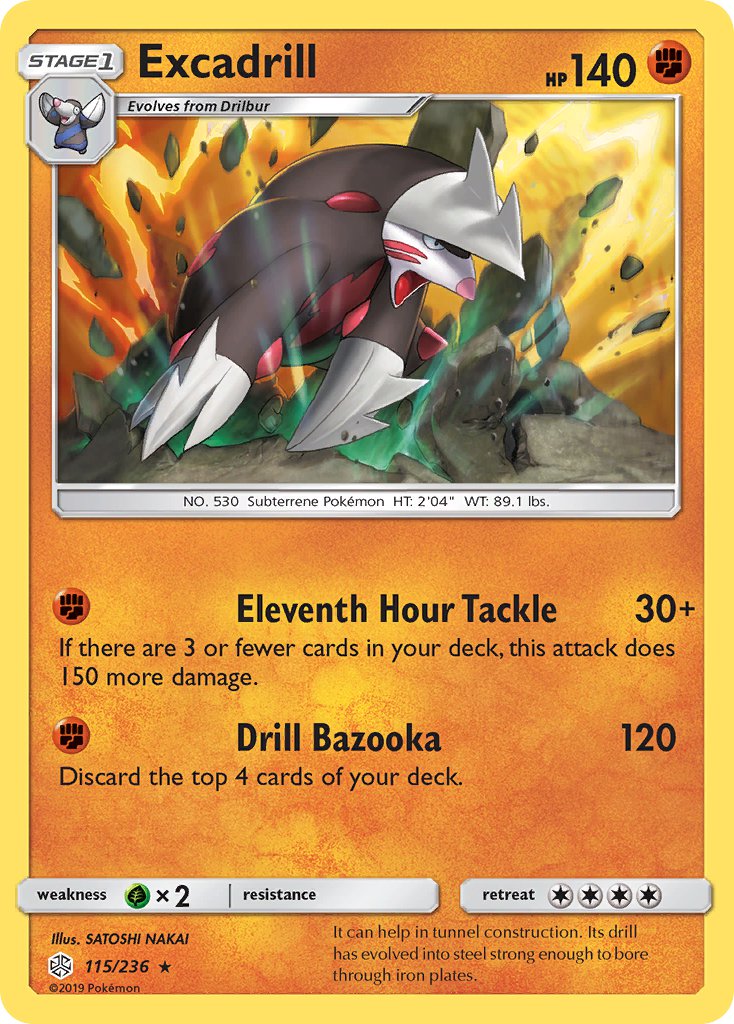 STAGE1
Excadrill
HP 140
Evolves from Drilbur
NO. 530 Subterrene Pokémon HT: 2'04" WT: 89.1 lbs.
Eleventh Hour Tackle 30+
If there are 3 or fewer cards in your deck, this attack does
150 more damage.
Drill Bazooka 120
Discard the top 4 cards of your deck.
weakness ×2 resistance retreat
Illus. SATOSHI NAKAI
115/236 ★
©2019 Pokémon
It can help in tunnel construction. Its drill
has evolved into steel strong enough to bore
through iron plates.